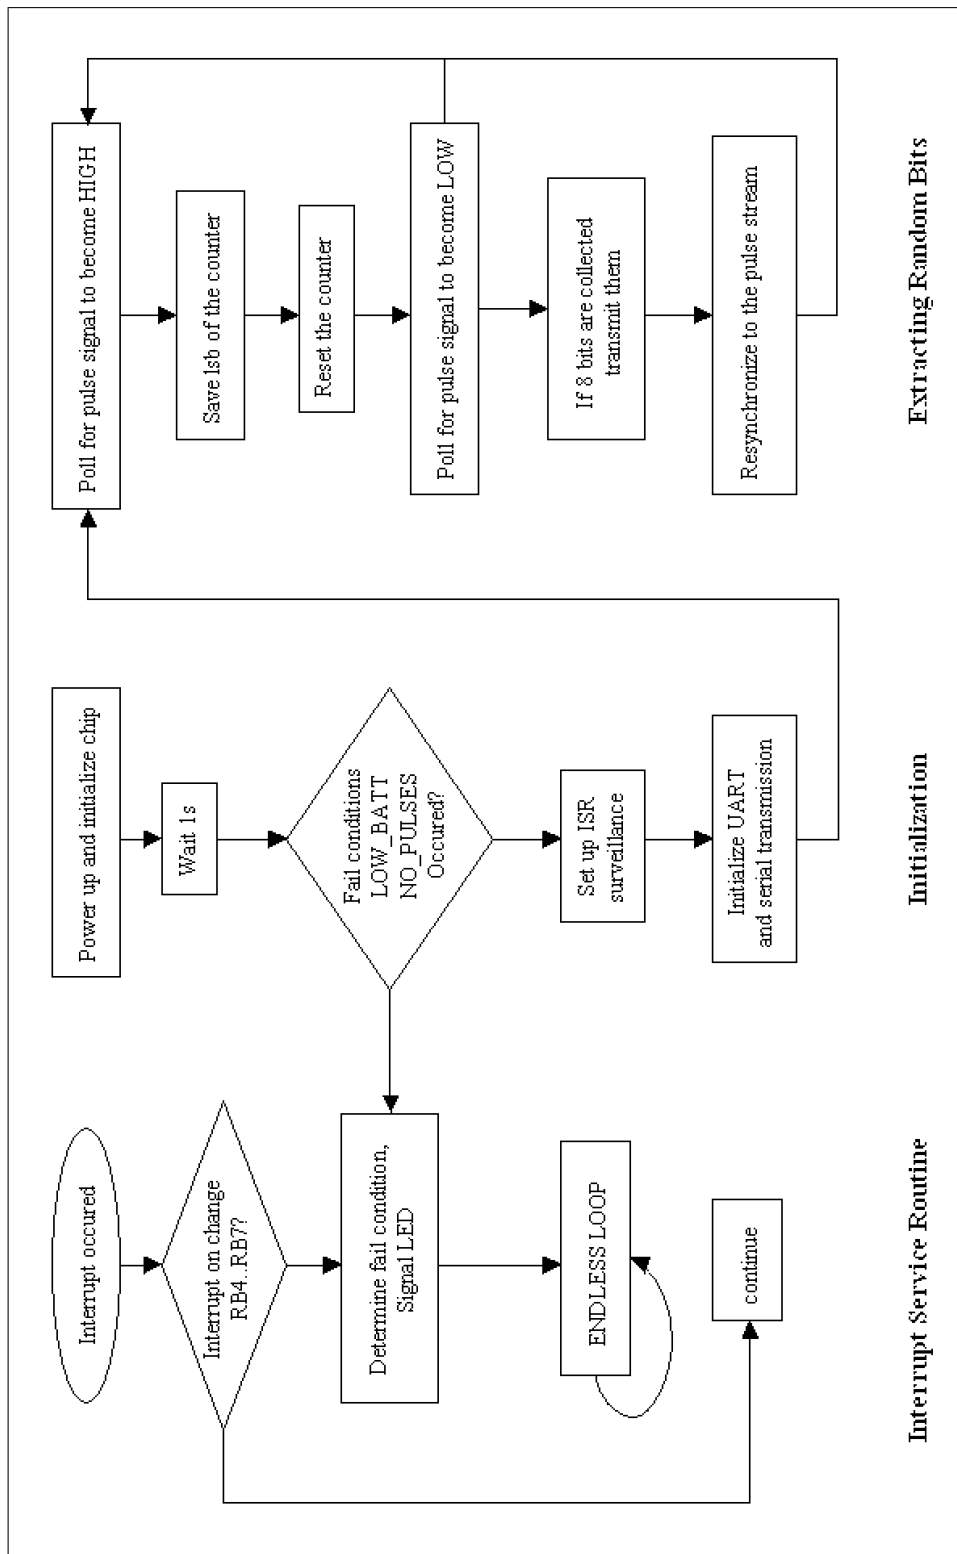 Interrupt occured
Interrupt on change
RB4..RB7?
Determine fail condition,
Signal LED
ENDLESS LOOP
continue
Interrupt Service Routine
Power up and initialize chip
Wait 1s
Fail conditions
LOW_BATT
NO_PULSES
Occured?
Set up ISR
surveillance
Initialize UART
and serial transmission
Initialization
Poll for pulse signal to become HIGH
Save lsb of the counter
Reset the counter
Poll for pulse signal to become LOW
If 8 bits are collected
transmit them
Resynchronize to the pulse stream
Extracting Random Bits